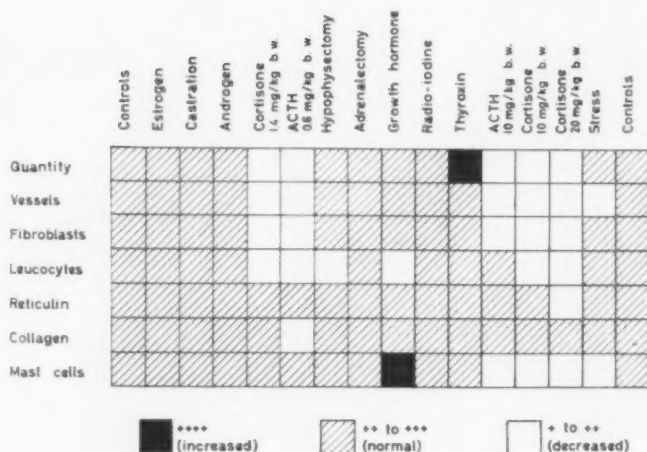 Controls
Estrogen
Castration
Androgen
Cortisone
1.4 mg/kg b. w.
ACTH
0.6 mg/kg b. w.
Hypophysectomy
Adrenalectomy
Growth hormone
Radio-iodine
Thyroxin
ACTH
10 mg/kg b. w.
Cortisone
10 mg/kg b. w.
Cortisone
20 mg/kg b. w.
Stress
Controls
Quantity
Vessels
Fibroblasts
Leucocytes
Reticulin
Collagen
Mast cells
++++
(increased)
++ to +++
(normal)
+ to ++
(decreased)